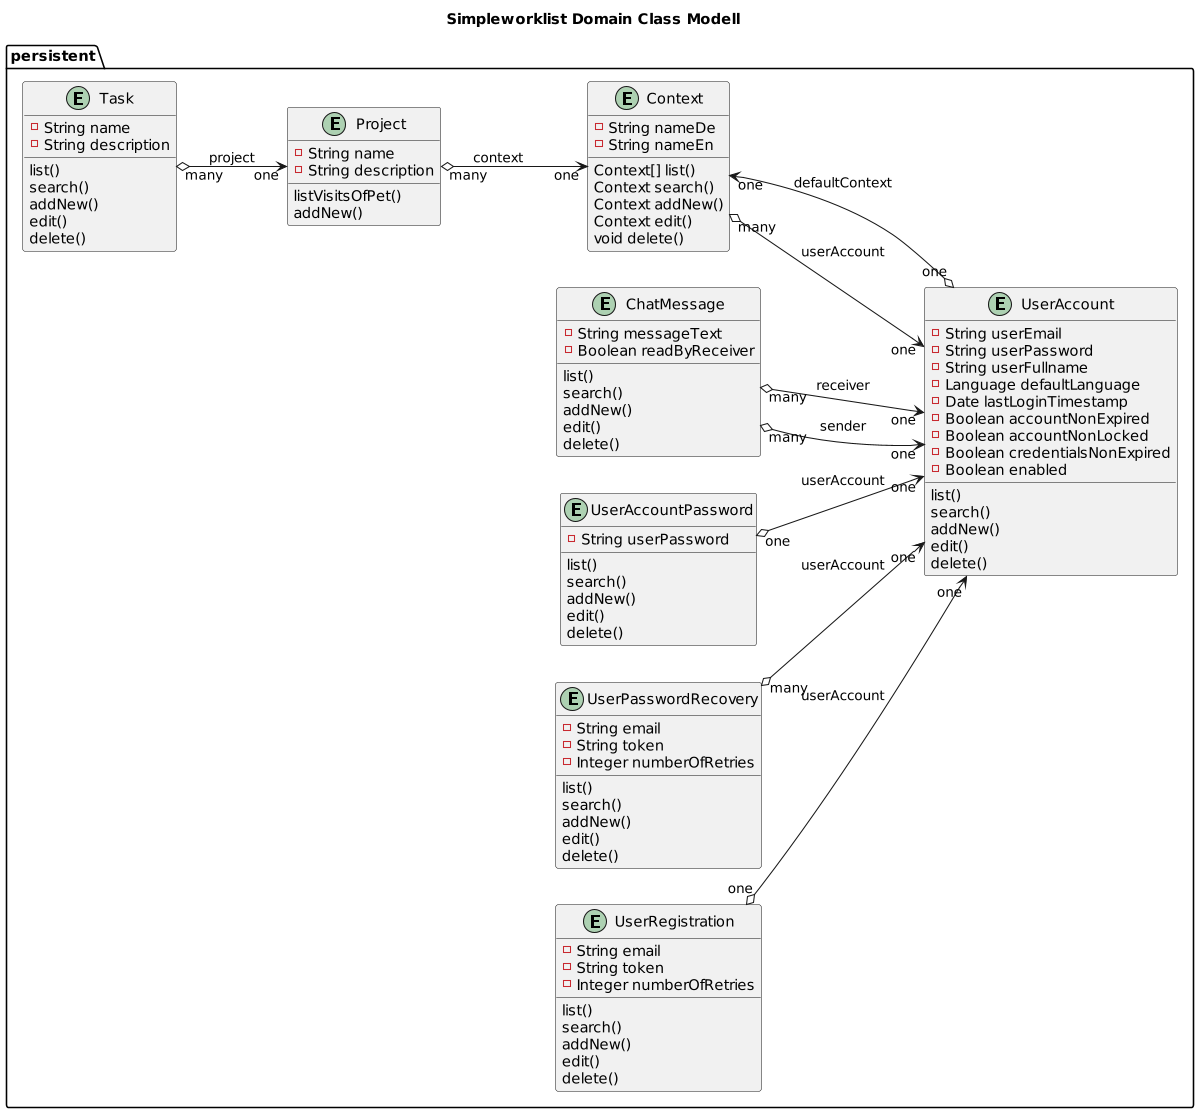 Simpleworklist Domain Class Modell
persistent
E Task
String name
String description
list()
search()
addNew()
edit()
delete()
project
many
one
E Project
String name
String description
listVisitsOfPet()
addNew()
context
many
one
E Context
String nameDe
String nameEn
Context[] list()
Context search()
Context addNew()
Context edit()
void delete()
one
defaultContext
one
many
userAccount
one
E ChatMessage
String messageText
Boolean readByReceiver
list()
search()
addNew()
edit()
delete()
receiver
many
one
sender
many
one
E UserAccount
String userEmail
String userPassword
String userFullname
Language defaultLanguage
Date lastLoginTimestamp
Boolean accountNonExpired
Boolean accountNonLocked
Boolean credentialsNonExpired
Boolean enabled
list()
search()
addNew()
edit()
delete()
E UserAccountPassword
String userPassword
list()
search()
addNew()
edit()
delete()
userAccount
one
one
E UserPasswordRecovery
String email
String token
Integer numberOfRetries
list()
search()
addNew()
edit()
delete()
userAccount
many
one
E UserRegistration
String email
String token
Integer numberOfRetries
list()
search()
addNew()
edit()
delete()
userAccount
one
one